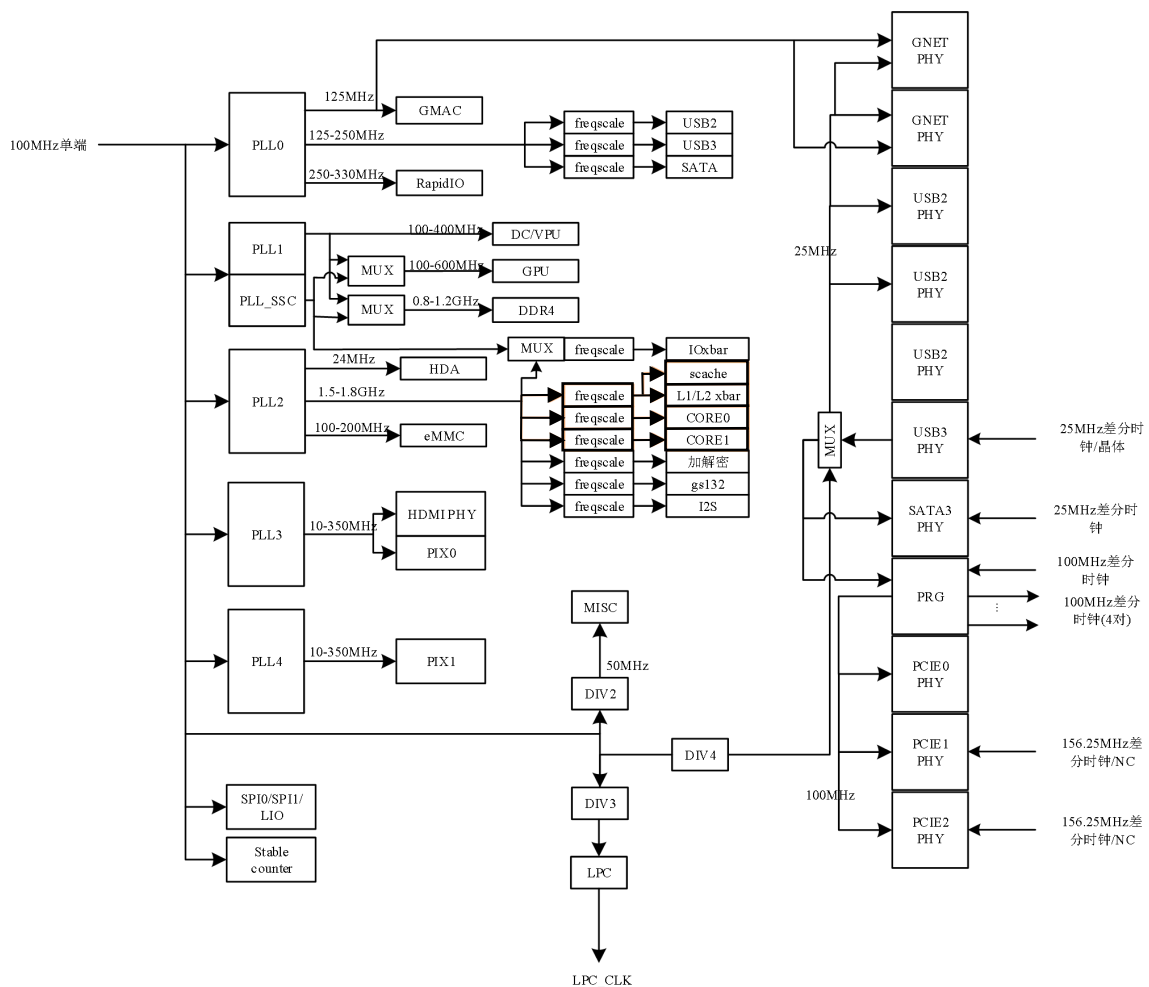 100MHz单端
PLL0
125MHz
GMAC
125-250MHz
freqscale
USB2
freqscale
USB3
freqscale
SATA
250-330MHz
RapidIO
PLL1
PLL_SSC
100-400MHz
DC/VPU
MUX
100-600MHz
GPU
MUX
0.8-1.2GHz
DDR4
PLL2
24MHz
HDA
1.5-1.8GHz
100-200MHz
eMMC
MUX
freqscale
IOxbar
scache
freqscale
L1/L2 xbar
freqscale
CORE0
freqscale
CORE1
freqscale
加解密
freqscale
gs132
freqscale
I2S
PLL3
10-350MHz
HDMI PHY
PIX0
PLL4
10-350MHz
PIX1
MISC
50MHz
DIV2
DIV4
DIV3
LPC
LPC CLK
SPI0/SPI1/
LIO
Stable
counter
25MHz
MUX
100MHz
GNET
PHY
GNET
PHY
USB2
PHY
USB2
PHY
USB2
PHY
USB3
PHY
25MHz差分时
钟/晶体
SATA3
PHY
25MHz差分时
钟
PRG
100MHz差分
时钟
...
100MHz差分
时钟(4对)
PCIE0
PHY
PCIE1
PHY
156.25MHz差
分时钟/NC
PCIE2
PHY
156.25MHz差
分时钟/NC